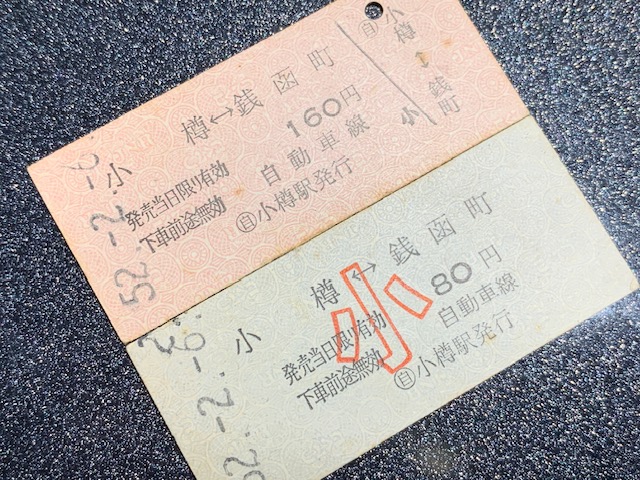 52.-2.-6
小樽↔銭函町
160円
発売当日限り有効
下車前途無効
自動車線
㊐小樽駅発行
㊐小樽
↔
銭町
小
52.-2.-6
小樽↔銭函町
80円
小
発売当日限り有効
下車前途無効
自動車線
㊐小樽駅発行